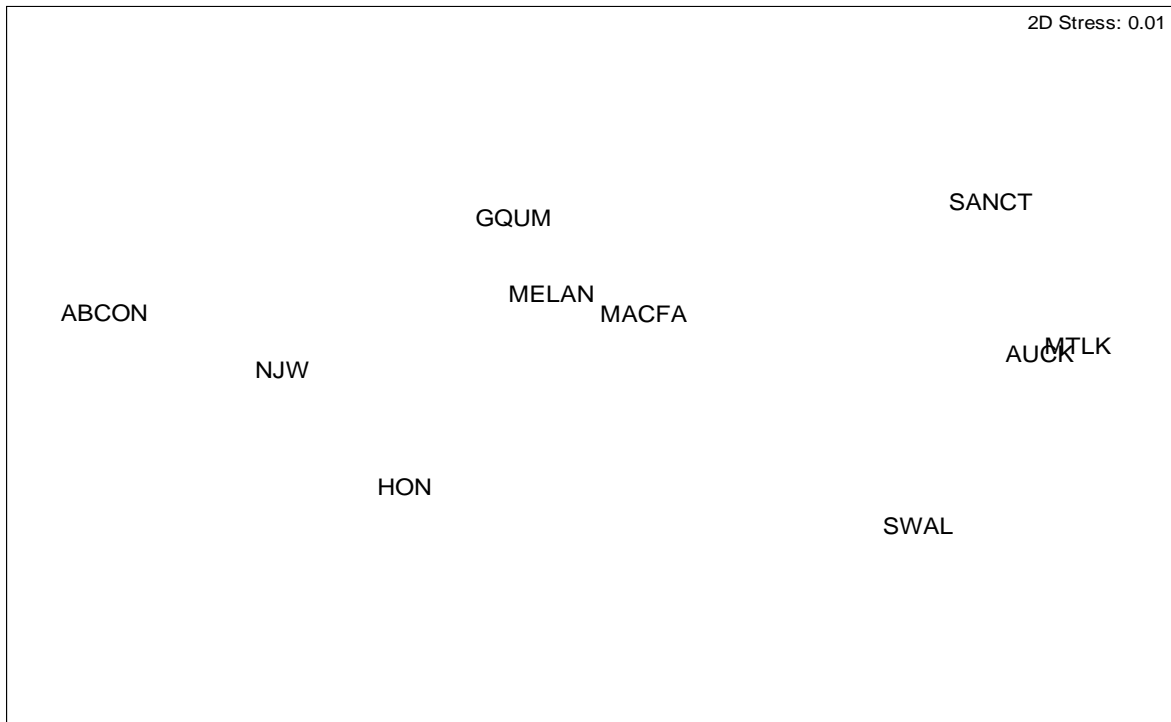 2D Stress: 0.01
SANCT
GQUM
MELAN
MACFA
ABCON
MTLK
AUCK
NJW
HON
SWAL